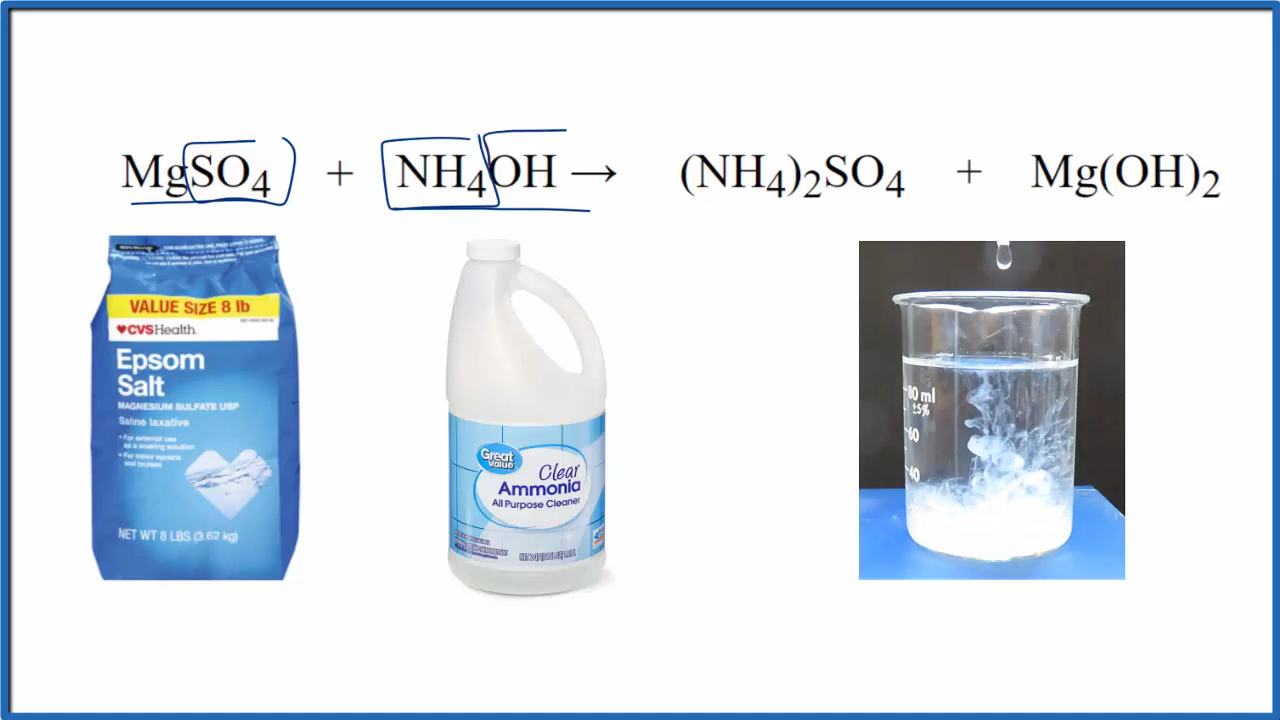 MgSO4 + NH4OH → (NH4)2SO4 + Mg(OH)2
VALUE SIZE 8 lb
CVSHealth
Epsom
Salt
MAGNESIUM SULFATE USP
Saline laxative
• For external use
as a soaking solution
• For minor sprains
and bruises
NET WT 8 LBS (3.62 kg)
Great
Value
Clear
Ammonia
All Purpose Cleaner
80 ml
±5%
60
40